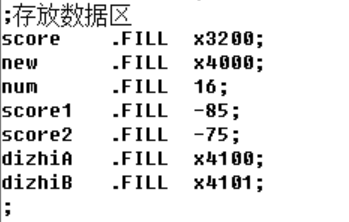 ;存放数据区
score .FILL x3200;
new .FILL x4000;
num .FILL 16;
score1 .FILL -85;
score2 .FILL -75;
dizhiA .FILL x4100;
dizhiB .FILL x4101;
;